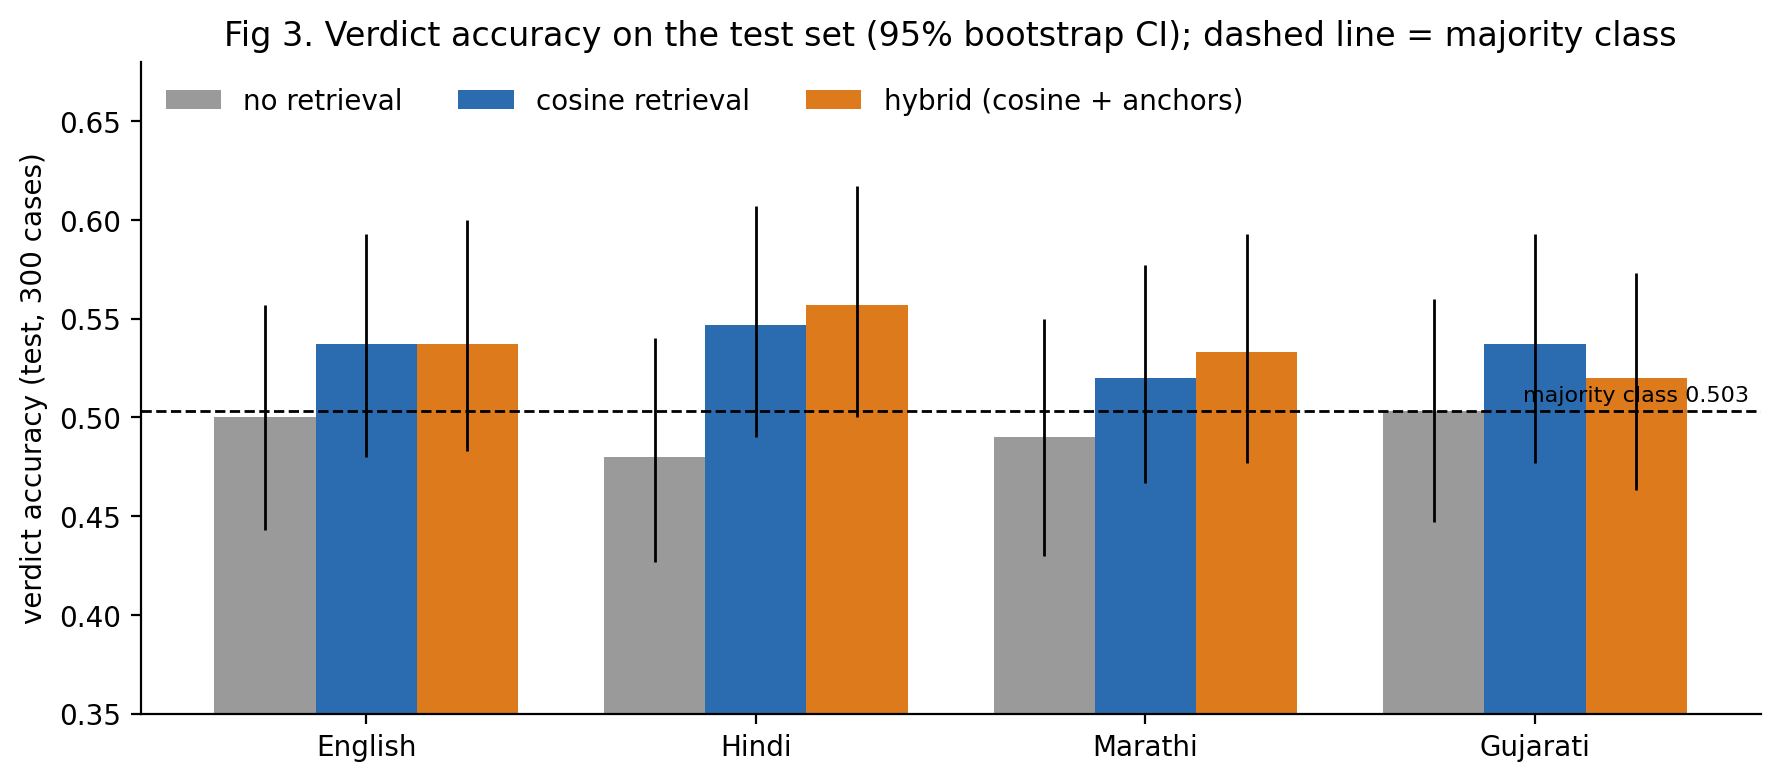 Fig 3. Verdict accuracy on the test set (95% bootstrap CI); dashed line = majority class
no retrieval cosine retrieval hybrid (cosine + anchors)
verdict accuracy (test, 300 cases)
0.65
0.60
0.55
0.50
0.45
0.40
0.35
majority class 0.503
English Hindi Marathi Gujarati